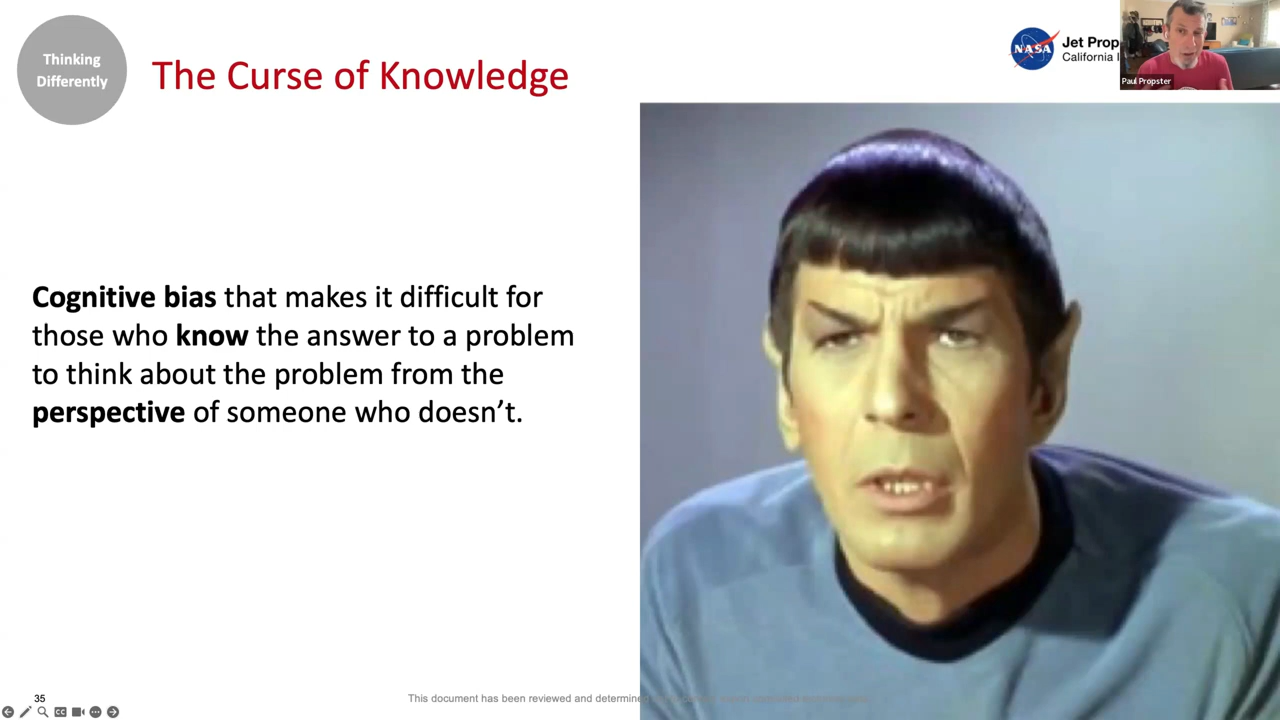 Thinking
Differently
The Curse of Knowledge
NASA
Jet Prop
California I
Paul Propster
Cognitive bias that makes it difficult for
those who know the answer to a problem
to think about the problem from the
perspective of someone who doesn’t.
35
This document has been reviewed and determined
CC